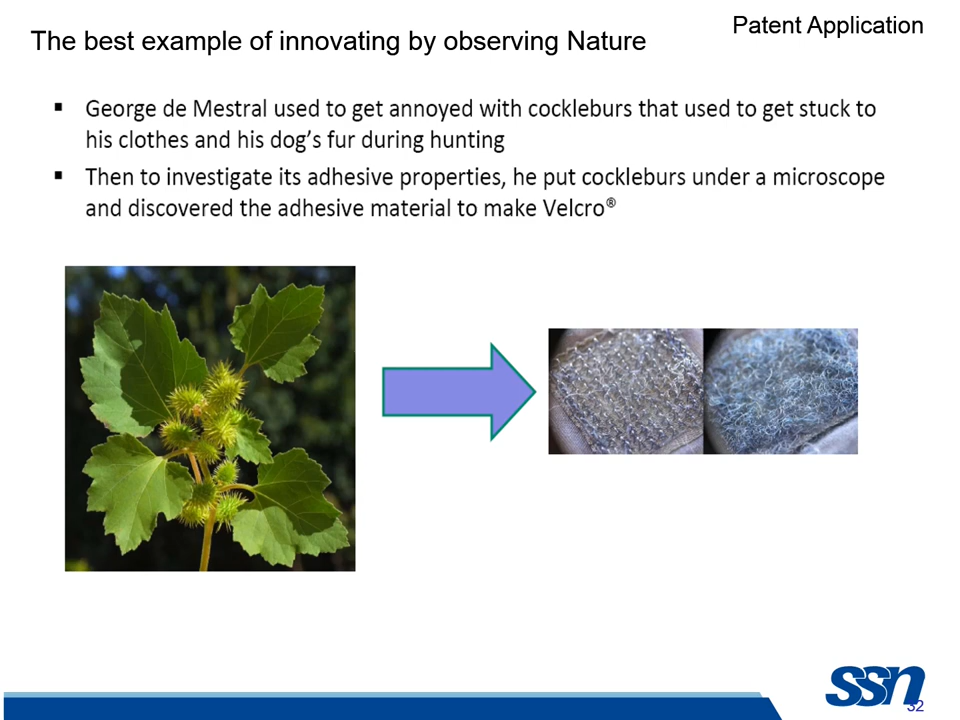 Patent Application
The best example of innovating by observing Nature
▪ George de Mestral used to get annoyed with cockleburs that used to get stuck to
his clothes and his dog’s fur during hunting
▪ Then to investigate its adhesive properties, he put cockleburs under a microscope
and discovered the adhesive material to make Velcro®
ssn
32